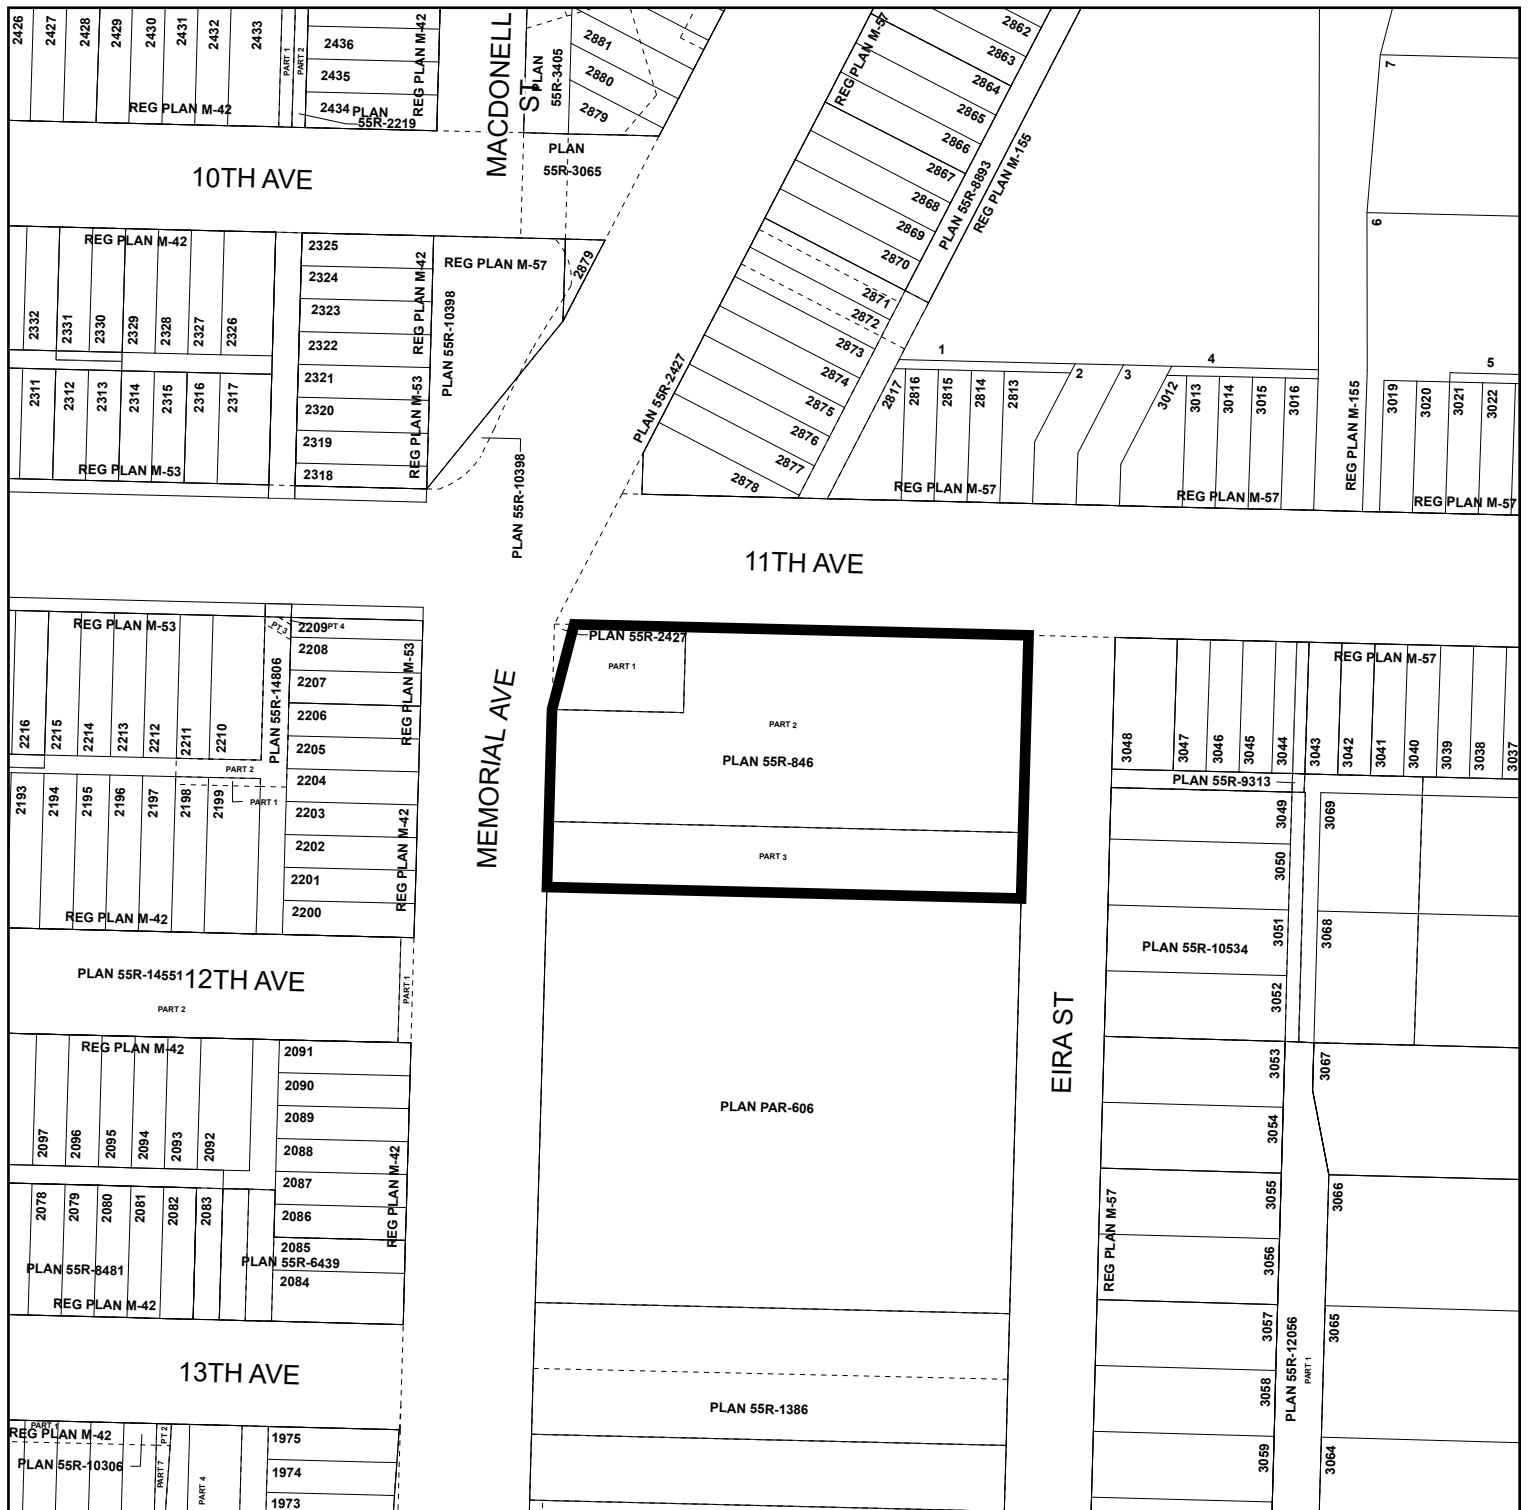 2426
2427
2428
2429
2430
2431
2432
2433
PART 1
PART 2
2436
2435
2434
REG PLAN M-42
REG PLAN M-42
PLAN
55R-2219
MACDONELL
ST
PLAN
55R-3405
2881
2880
2879
PLAN
55R-3065
10TH AVE
REG PLAN M-57
2862
2863
2864
2865
2866
2867
2868
2869
2870
2871
2872
2873
2874
2875
2876
2877
2878
PLAN 55R-8893
REG PLAN M-155
PLAN 55R-2427
7
6
REG PLAN M-42
2332
2331
2330
2329
2328
2327
2326
2325
2324
2323
2322
2321
2320
2319
2318
REG PLAN M-42
REG PLAN M-53
REG PLAN M-57
PLAN 55R-10398
2879
PLAN 55R-10398
2311
2312
2313
2314
2315
2316
2317
REG PLAN M-53
1
2
3
4
5
2817
2816
2815
2814
2813
REG PLAN M-57
3012
3013
3014
3015
3016
REG PLAN M-57
REG PLAN M-155
3019
3020
3021
3022
REG PLAN M-57
11TH AVE
REG PLAN M-53
2216
2215
2214
2213
2212
2211
2210
PT 3
PT 4
PLAN 55R-14806
2209
2208
2207
2206
2205
2204
2203
2202
2201
2200
REG PLAN M-53
REG PLAN M-42
PART 2
PART 1
2193
2194
2195
2196
2197
2198
2199
REG PLAN M-42
MEMORIAL AVE
PLAN 55R-2427
PART 1
PART 2
PLAN 55R-846
PART 3
REG PLAN M-57
3048
3047
3046
3045
3044
3043
3042
3041
3040
3039
3038
3037
PLAN 55R-9313
3049
3050
3051
3052
3053
3054
3055
3056
3057
3058
3059
3069
3068
3067
3066
3065
3064
PLAN 55R-10534
PLAN 55R-14551
12TH AVE
PART 2
PART 1
EIRA ST
REG PLAN M-42
2097
2096
2095
2094
2093
2092
2091
2090
2089
2088
2087
2086
2085
2084
REG PLAN M-42
PLAN PAR-606
2078
2079
2080
2081
2082
2083
PLAN 55R-8481
PLAN 55R-6439
REG PLAN M-42
REG PLAN M-57
PLAN 55R-12056
PART 1
13TH AVE
PLAN 55R-1386
PART 1
REG PLAN M-42
PLAN 55R-10306
PT 2
PART 7
PART 4
1975
1974
1973